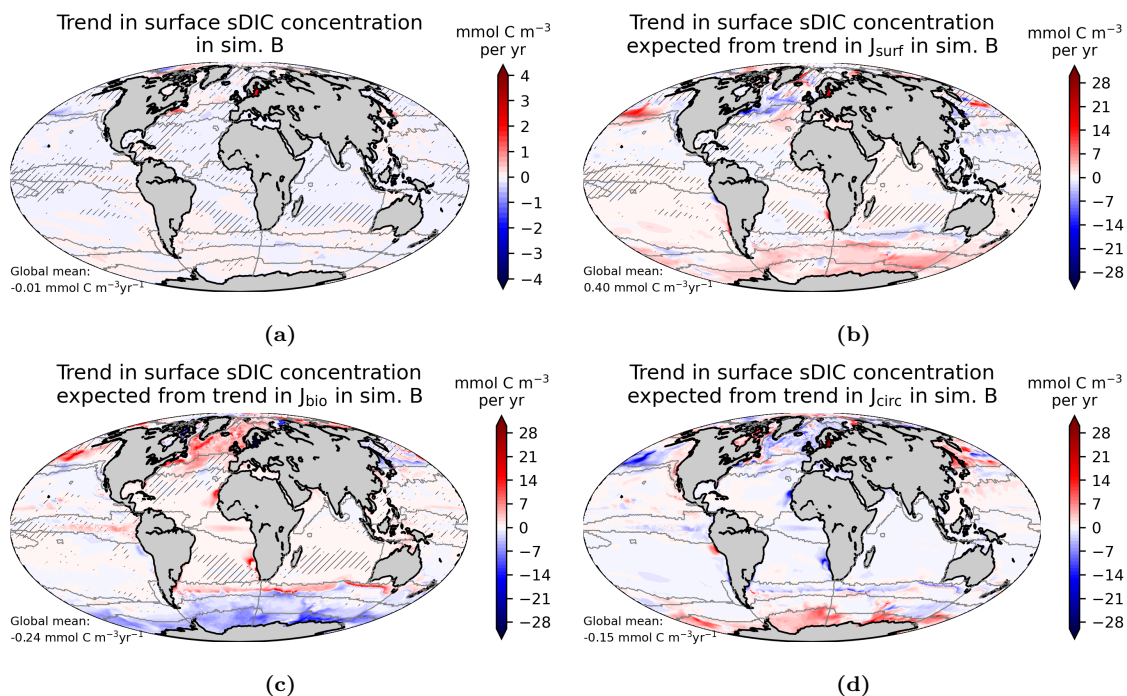 Trend in surface sDIC concentration
in sim. B
mmol C m⁻³
per yr
4
3
2
1
0
−1
−2
−3
−4
Global mean:
-0.01 mmol C m⁻³yr⁻¹
(a)
Trend in surface sDIC concentration
expected from trend in J_surf in sim. B
mmol C m⁻³
per yr
28
21
14
7
0
−7
−14
−21
−28
Global mean:
0.40 mmol C m⁻³yr⁻¹
(b)
Trend in surface sDIC concentration
expected from trend in J_bio in sim. B
mmol C m⁻³
per yr
28
21
14
7
0
−7
−14
−21
−28
Global mean:
-0.24 mmol C m⁻³yr⁻¹
(c)
Trend in surface sDIC concentration
expected from trend in J_circ in sim. B
mmol C m⁻³
per yr
28
21
14
7
0
−7
−14
−21
−28
Global mean:
-0.15 mmol C m⁻³yr⁻¹
(d)